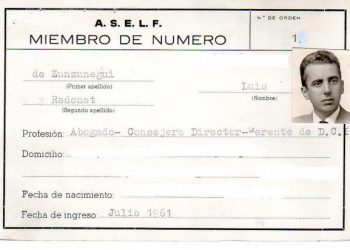 A. S. E. L. F.
MIEMBRO DE NUMERO
N.º DE ORDEN
1
de Zunzunegui
(Primer apellido)
Luis
(Nombre)
y Redonet
(Segundo apellido)
Profesión: Abogado- Consejero Director-Gerente de D.C.
Domicilio:
Fecha de nacimiento:
Fecha de ingreso: Julio 1961